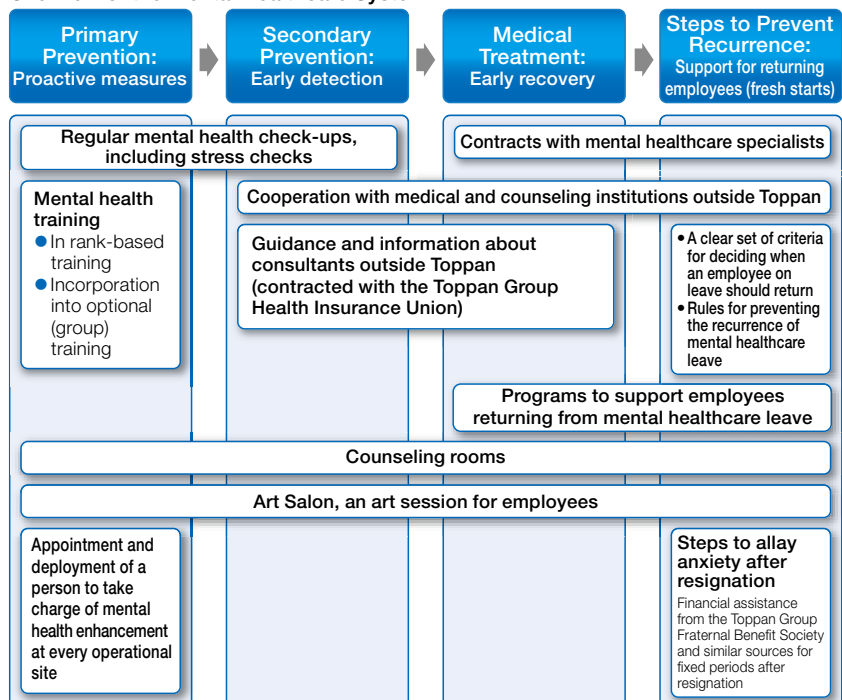 Primary
Prevention:
Proactive measures
Secondary
Prevention:
Early detection
Medical
Treatment:
Early recovery
Steps to Prevent
Recurrence:
Support for returning
employees (fresh starts)
Regular mental health check-ups,
including stress checks
Contracts with mental healthcare specialists
Mental health
training
● In rank-based
training
● Incorporation
into optional
(group)
training
Cooperation with medical and counseling institutions outside Toppan
Guidance and information about
consultants outside Toppan
(contracted with the Toppan Group
Health Insurance Union)
• A clear set of criteria
for deciding when
an employee on
leave should return
• Rules for preventing
the recurrence of
mental healthcare
leave
Programs to support employees
returning from mental healthcare leave
Counseling rooms
Art Salon, an art session for employees
Appointment and
deployment of a
person to take
charge of mental
health enhancement
at every operational
site
Steps to allay
anxiety after
resignation
Financial assistance
from the Toppan Group
Fraternal Benefit Society
and similar sources for
fixed periods after
resignation